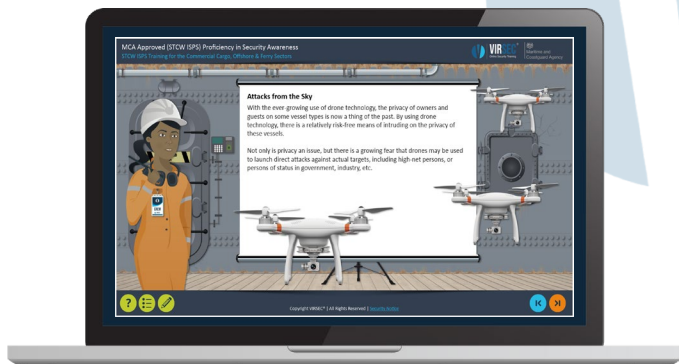 MCA Approved (STCW ISPS) Proficiency in Security Awareness
STCW ISPS Training for the Commercial Cargo, Offshore & Ferry Sectors
VIRSEC
Maritime and
Coastguard Agency
Attacks from the Sky
With the ever growing use of drone technology, the privacy of owners and
guests on some vessel types is now a thing of the past. By using drone
technology, there is a relatively risk-free means of intruding on the privacy of
these vessels.
Not only is privacy an issue, but there is a growing fear that drones may be used
to launch direct attacks against actual targets, including high-net persons, or
persons of status in government, industry, etc.
?
Copyright VIRSEC® | All Rights Reserved | Security Notice